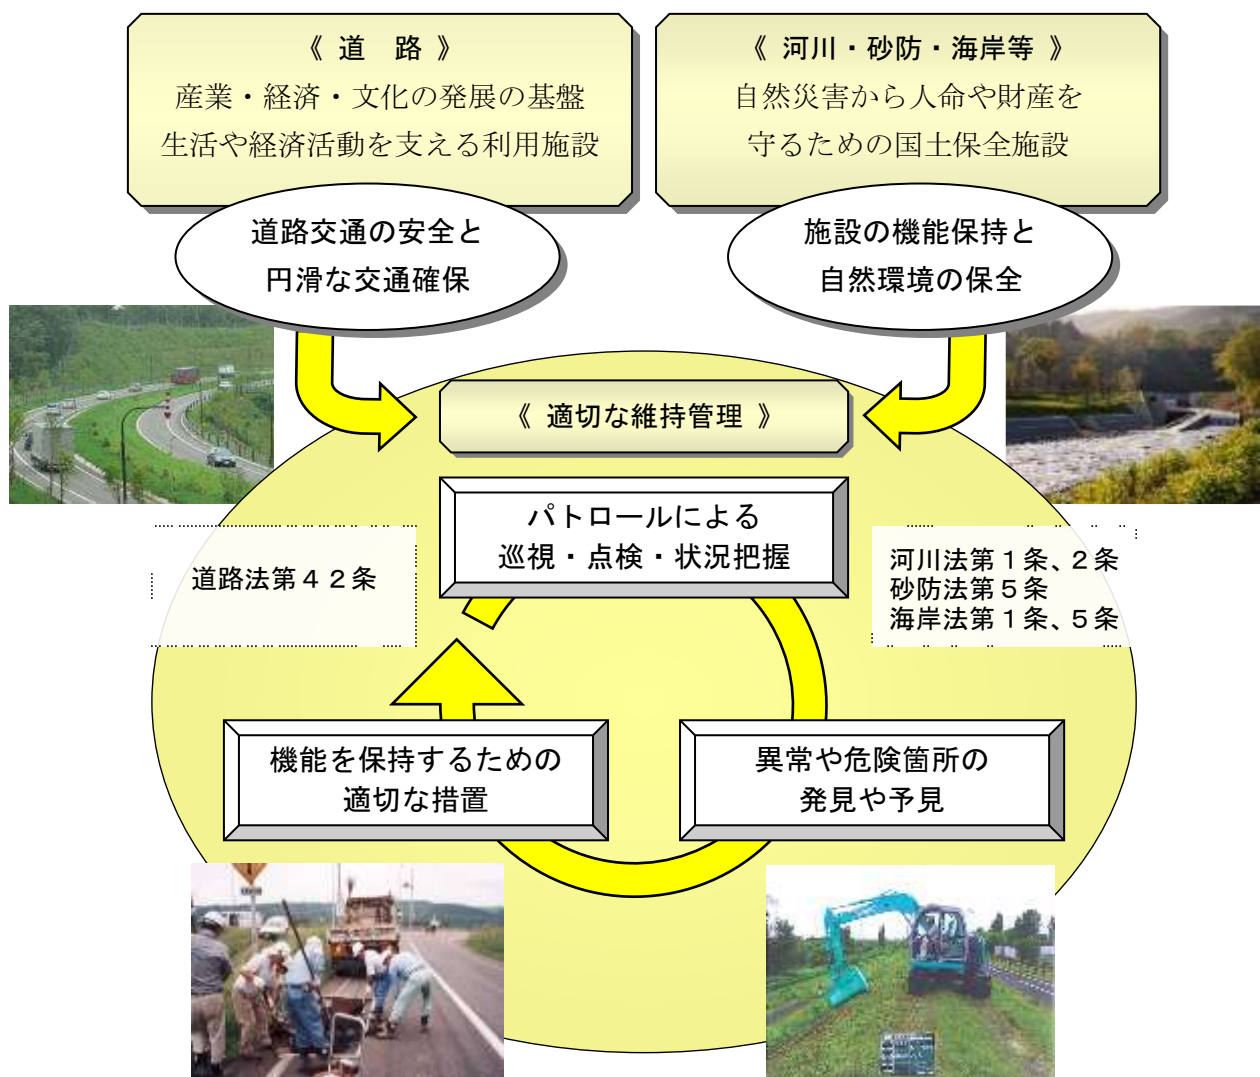 《 道　路 》
産業・経済・文化の発展の基盤
生活や経済活動を支える利用施設
《 河川・砂防・海岸等 》
自然災害から人命や財産を
守るための国土保全施設
道路交通の安全と
円滑な交通確保
施設の機能保持と
自然環境の保全
《 適切な維持管理 》
パトロールによる
巡視・点検・状況把握
道路法第４２条
河川法第１条、２条
砂防法第５条
海岸法第１条、５条
機能を保持するための
適切な措置
異常や危険箇所の
発見や予見